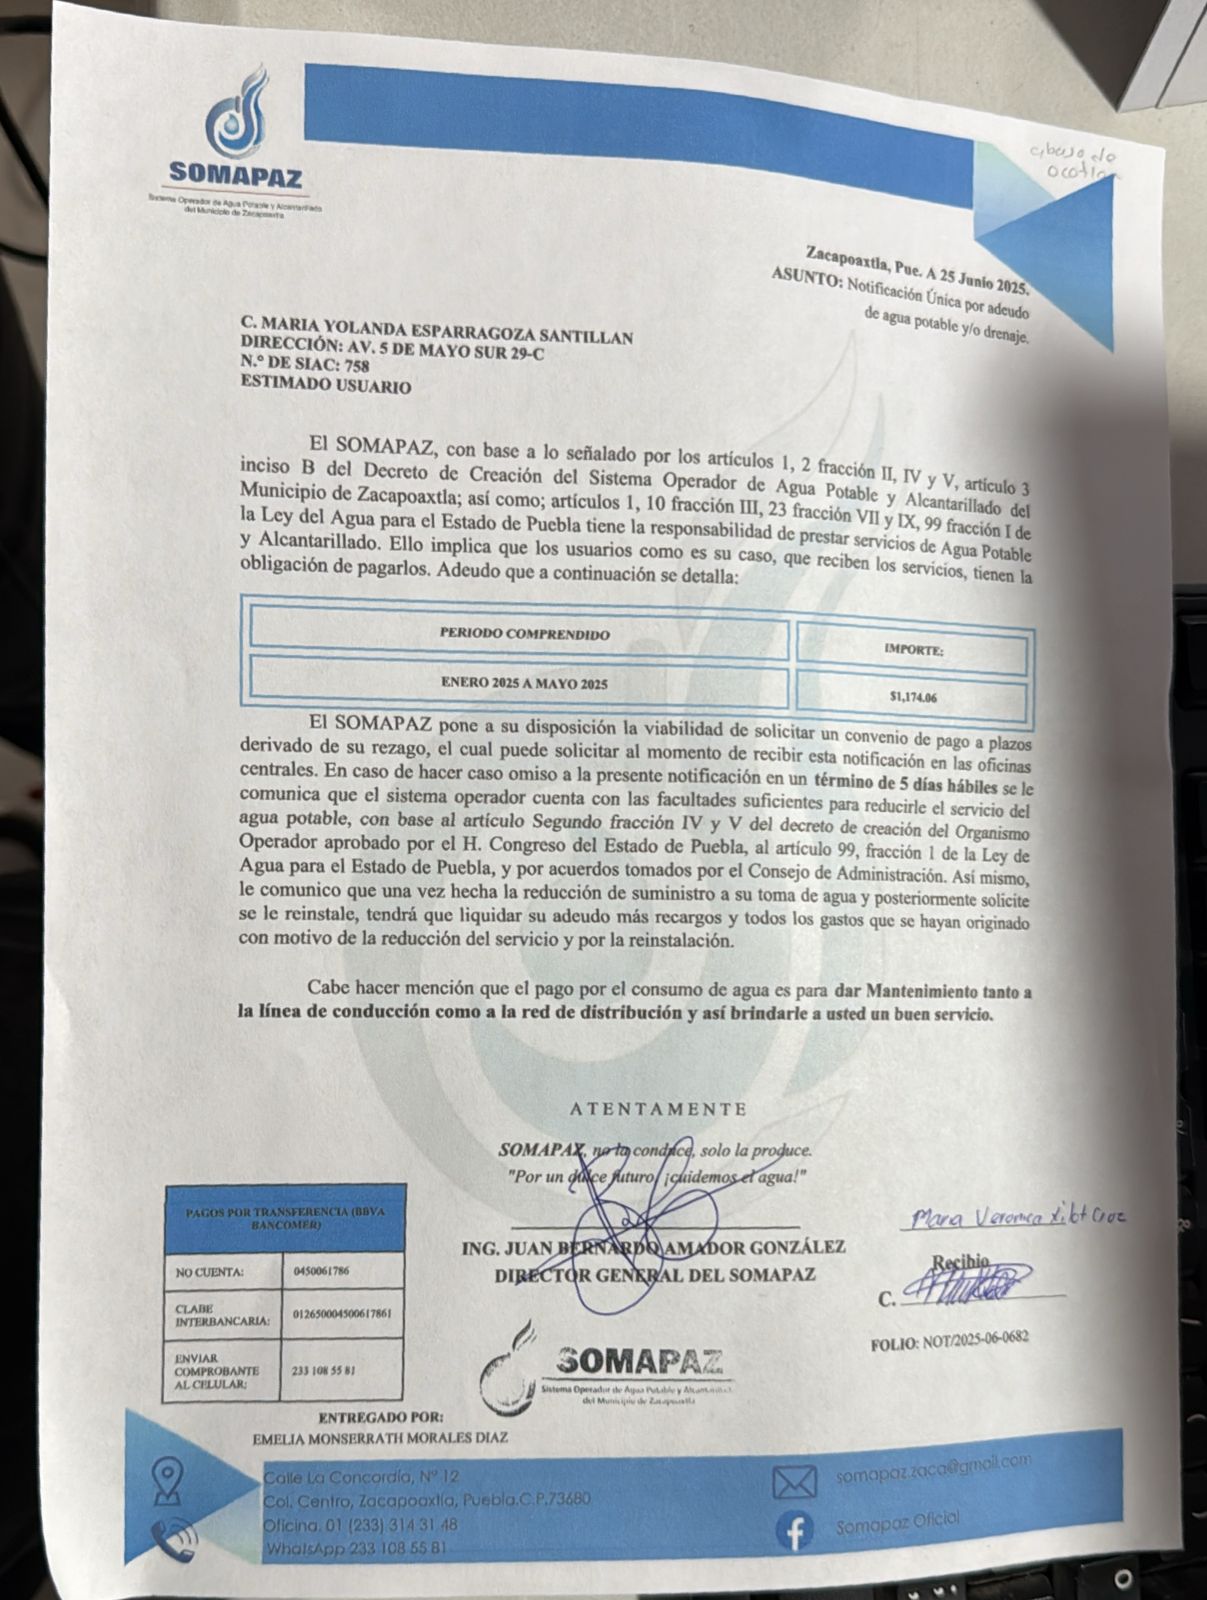 SOMAPAZ
Sistema Operador de Agua Potable y Alcantarillado
del Municipio de Zacapoaxtla
Zacapoaxtla, Pue. A 25 Junio 2025.
ASUNTO: Notificación Única por adeudo
de agua potable y/o drenaje.
C. MARIA YOLANDA ESPARRAGOZA SANTILLAN
DIRECCIÓN: AV. 5 DE MAYO SUR 29-C
N.° DE SIAC: 758
ESTIMADO USUARIO
El SOMAPAZ, con base a lo señalado por los artículos 1, 2 fracción II, IV y V, artículo 3
inciso B del Decreto de Creación del Sistema Operador de Agua Potable y Alcantarillado del
Municipio de Zacapoaxtla; así como; artículos 1, 10 fracción III, 23 fracción VII y IX, 99 fracción I de
la Ley del Agua para el Estado de Puebla tiene la responsabilidad de prestar servicios de Agua Potable
y Alcantarillado. Ello implica que los usuarios como es su caso, que reciben los servicios, tienen la
obligación de pagarlos. Adeudo que a continuación se detalla:
PERIODO COMPRENDIDO
IMPORTE:
ENERO 2025 A MAYO 2025
$1,174.06
El SOMAPAZ pone a su disposición la viabilidad de solicitar un convenio de pago a plazos
derivado de su rezago, el cual puede solicitar al momento de recibir esta notificación en las oficinas
centrales. En caso de hacer caso omiso a la presente notificación en un término de 5 días hábiles se le
comunica que el sistema operador cuenta con las facultades suficientes para reducirle el servicio del
agua potable, con base al artículo Segundo fracción IV y V del decreto de creación del Organismo
Operador aprobado por el H. Congreso del Estado de Puebla, al artículo 99, fracción 1 de la Ley de
Agua para el Estado de Puebla, y por acuerdos tomados por el Consejo de Administración. Así mismo,
le comunico que una vez hecha la reducción de suministro a su toma de agua y posteriormente solicite
se le reinstale, tendrá que liquidar su adeudo más recargos y todos los gastos que se hayan originado
con motivo de la reducción del servicio y por la reinstalación.
Cabe hacer mención que el pago por el consumo de agua es para dar Mantenimiento tanto a
la línea de conducción como a la red de distribución y así brindarle a usted un buen servicio.
ATENTAMENTE
SOMAPAX, no la conduce, solo la produce.
"Por un dulce futuro, ¡cuidemos el agua!"
ING. JUAN BERNARDO AMADOR GONZÁLEZ
DIRECTOR GENERAL DEL SOMAPAZ
Recibio
C.
FOLIO: NOT/2025-06-0682
PAGOS POR TRANSFERENCIA (BBVA
BANCOMER)
NO CUENTA:
0450061786
CLABE
INTERBANCARIA:
012650004500617861
ENVIAR
COMPROBANTE
AL CELULAR:
233 108 55 81
SOMAPAZ
Sistema Operador de Agua Potable y Alcantarillado
del Municipio de Zacapoaxtla
ENTREGADO POR:
EMELIA MONSERRATH MORALES DIAZ
Calle La Concordia, N° 12
Col. Centro, Zacapoaxtla, Puebla.C.P.73680
Oficina. 01 (233) 314 31 48
WhatsApp 233 108 55 81
somapaz.zaca@gmail.com
Somapaz Oficial